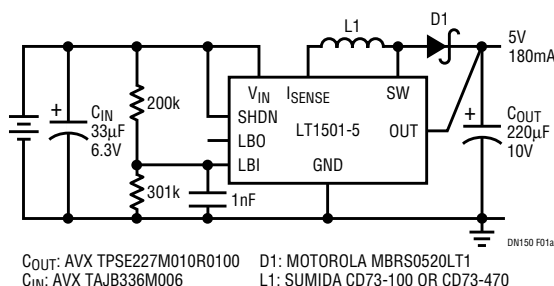 L1
D1
5V
180mA
VIN
ISENSE
SW
SHDN
LBO
LBI
LT1501-5
OUT
GND
CIN
33µF
6.3V
200k
301k
1nF
COUT
220µF
10V
+
+
DN150 F01a
COUT: AVX TPSE227M010R0100
CIN: AVX TAJB336M006
D1: MOTOROLA MBRS0520LT1
L1: SUMIDA CD73-100 OR CD73-470